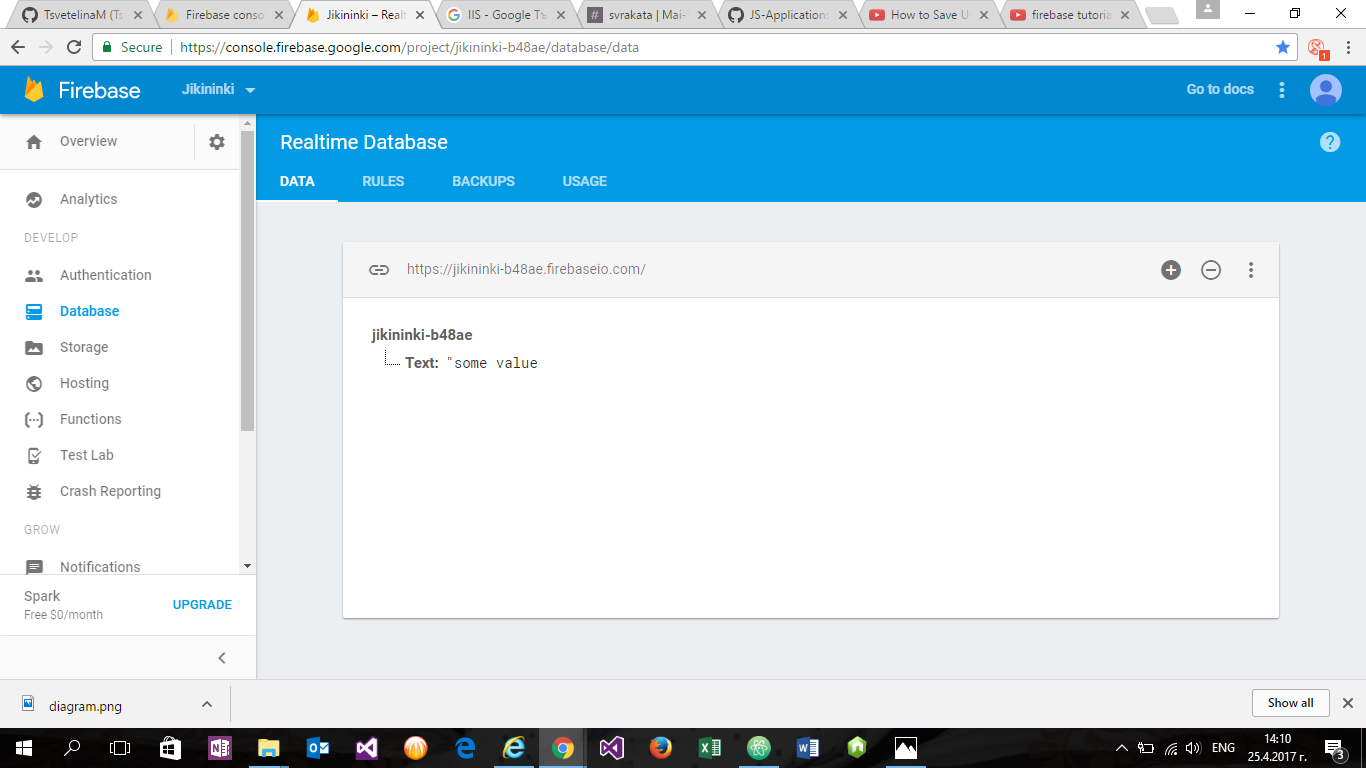 TsvetelinaM (Ts
Firebase conso
Jikininki – Realt
IIS - Google Тъ
svrakata | Mai-
JS-Applications
How to Save U
firebase tutoria
Secure
https://console.firebase.google.com/project/jikininki-b48ae/database/data
1
Firebase
Jikininki
Go to docs
Overview
Analytics
DEVELOP
Authentication
Database
Storage
Hosting
Functions
Test Lab
Crash Reporting
GROW
Notifications
Spark
Free $0/month
UPGRADE
Realtime Database
?
DATA
RULES
BACKUPS
USAGE
https://jikininki-b48ae.firebaseio.com/
jikininki-b48ae
Text: "some value
diagram.png
Show all
ENG
14:10
25.4.2017 г.
3